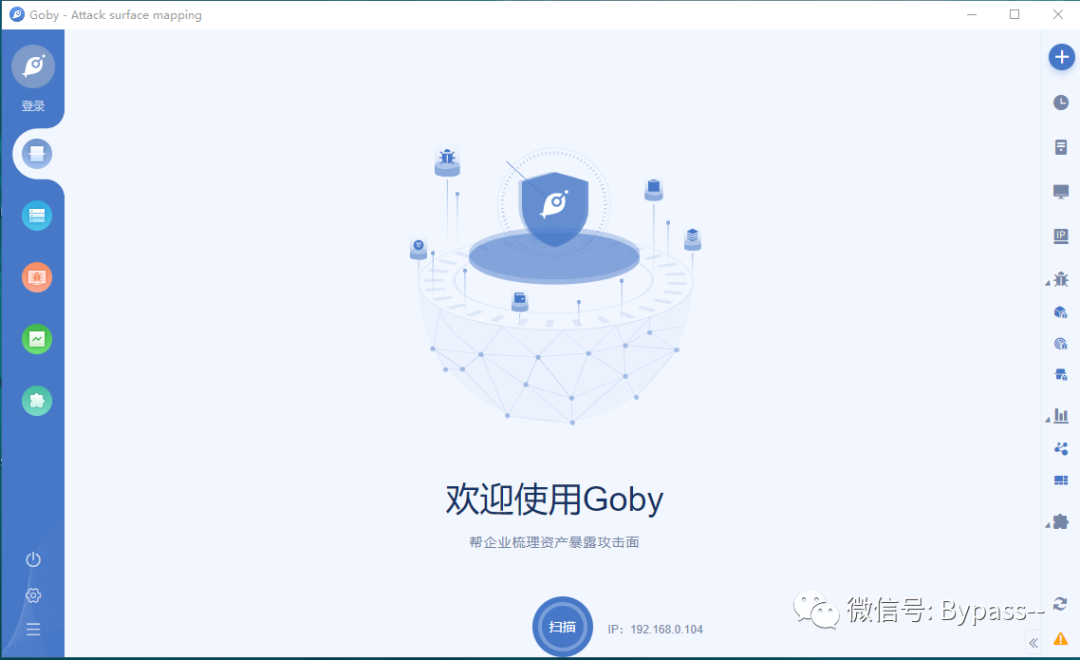 Goby - Attack surface mapping
登录
IP
欢迎使用Goby
帮企业梳理资产暴露攻击面
扫描
IP: 192.168.0.104
微信号: Bypass--